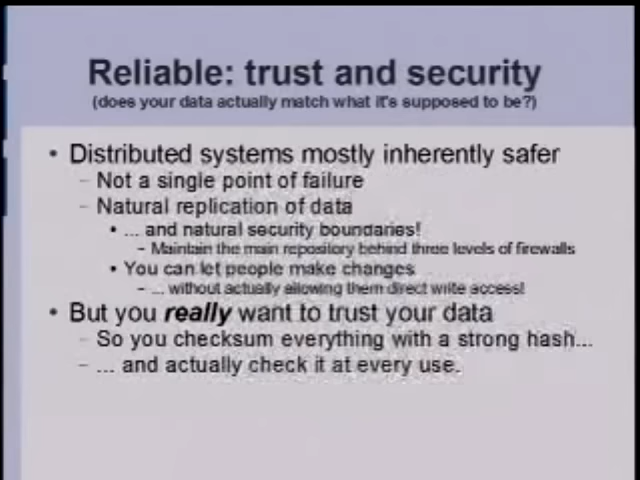 Reliable: trust and security
(does your data actually match what it's supposed to be?)
• Distributed systems mostly inherently safer
– Not a single point of failure
– Natural replication of data
• ... and natural security boundaries!
– Maintain the main repository behind three levels of firewalls
• You can let people make changes
– ... without actually allowing them direct write access!
• But you really want to trust your data
– So you checksum everything with a strong hash...
– ... and actually check it at every use.